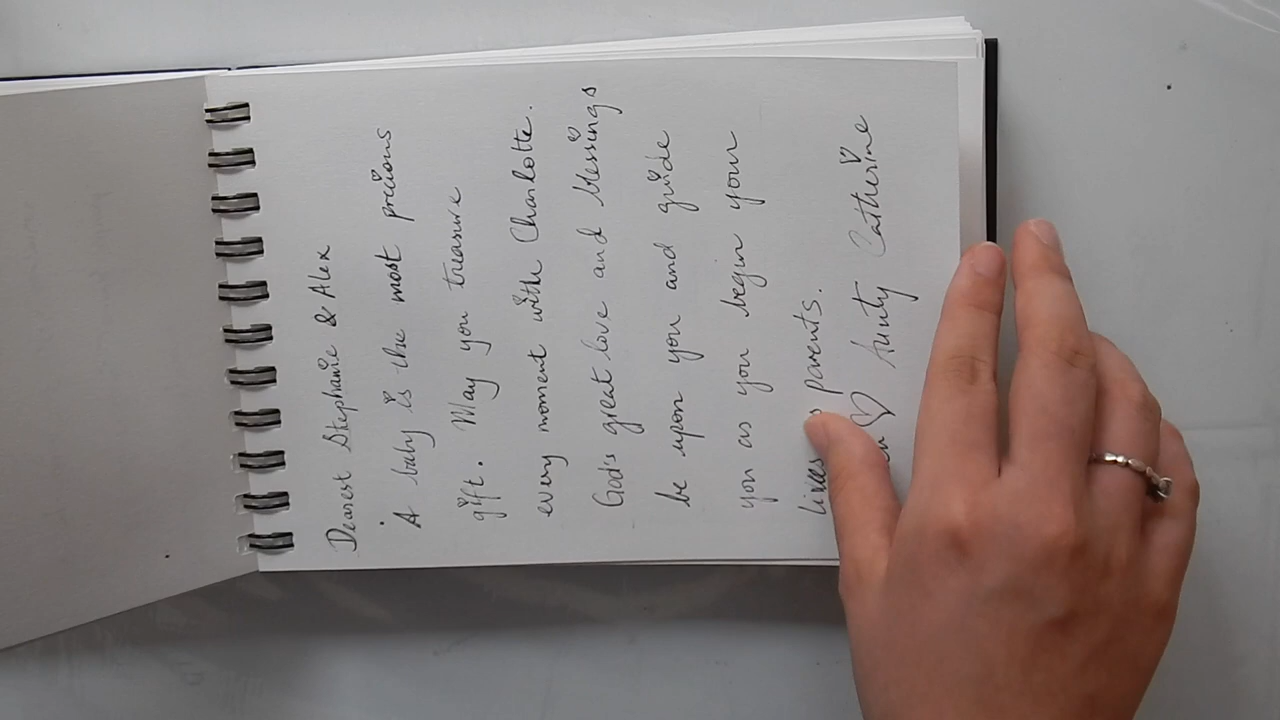 Dearest Stephanie & Alex
A baby is the most precious
gift. May you treasure
every moment with Charlotte.
God's great love and blessings
be upon you and guide
you as you begin your
lives parents.
♡ Aunty Catherine